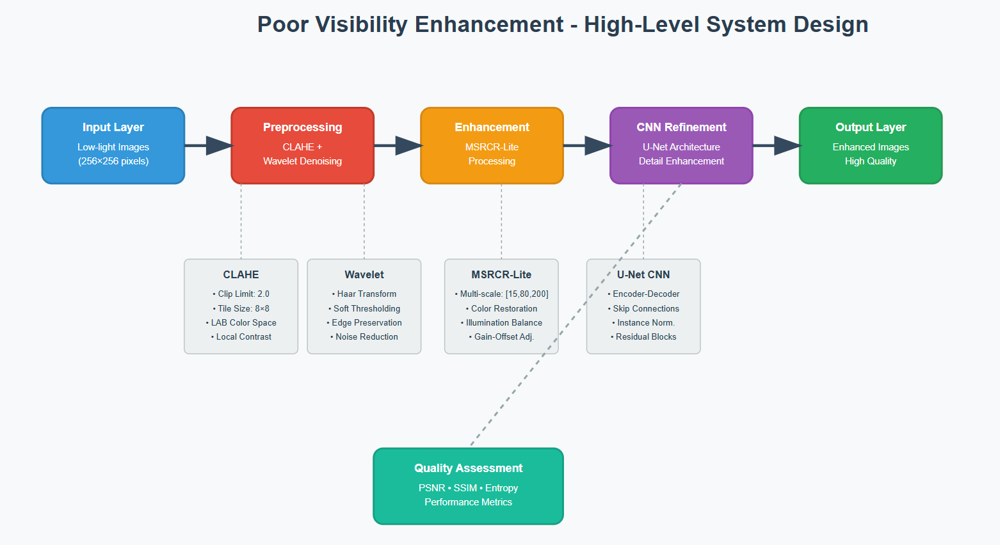 Poor Visibility Enhancement - High-Level System Design
Input Layer
Low-light Images
(256×256 pixels)
Preprocessing
CLAHE +
Wavelet Denoising
Enhancement
MSRCR-Lite
Processing
CNN Refinement
U-Net Architecture
Detail Enhancement
Output Layer
Enhanced Images
High Quality
CLAHE
• Clip Limit: 2.0
• Tile Size: 8×8
• LAB Color Space
• Local Contrast
Wavelet
• Haar Transform
• Soft Thresholding
• Edge Preservation
• Noise Reduction
MSRCR-Lite
• Multi-scale: [15,80,200]
• Color Restoration
• Illumination Balance
• Gain-Offset Adj.
U-Net CNN
• Encoder-Decoder
• Skip Connections
• Instance Norm.
• Residual Blocks
Quality Assessment
PSNR • SSIM • Entropy
Performance Metrics